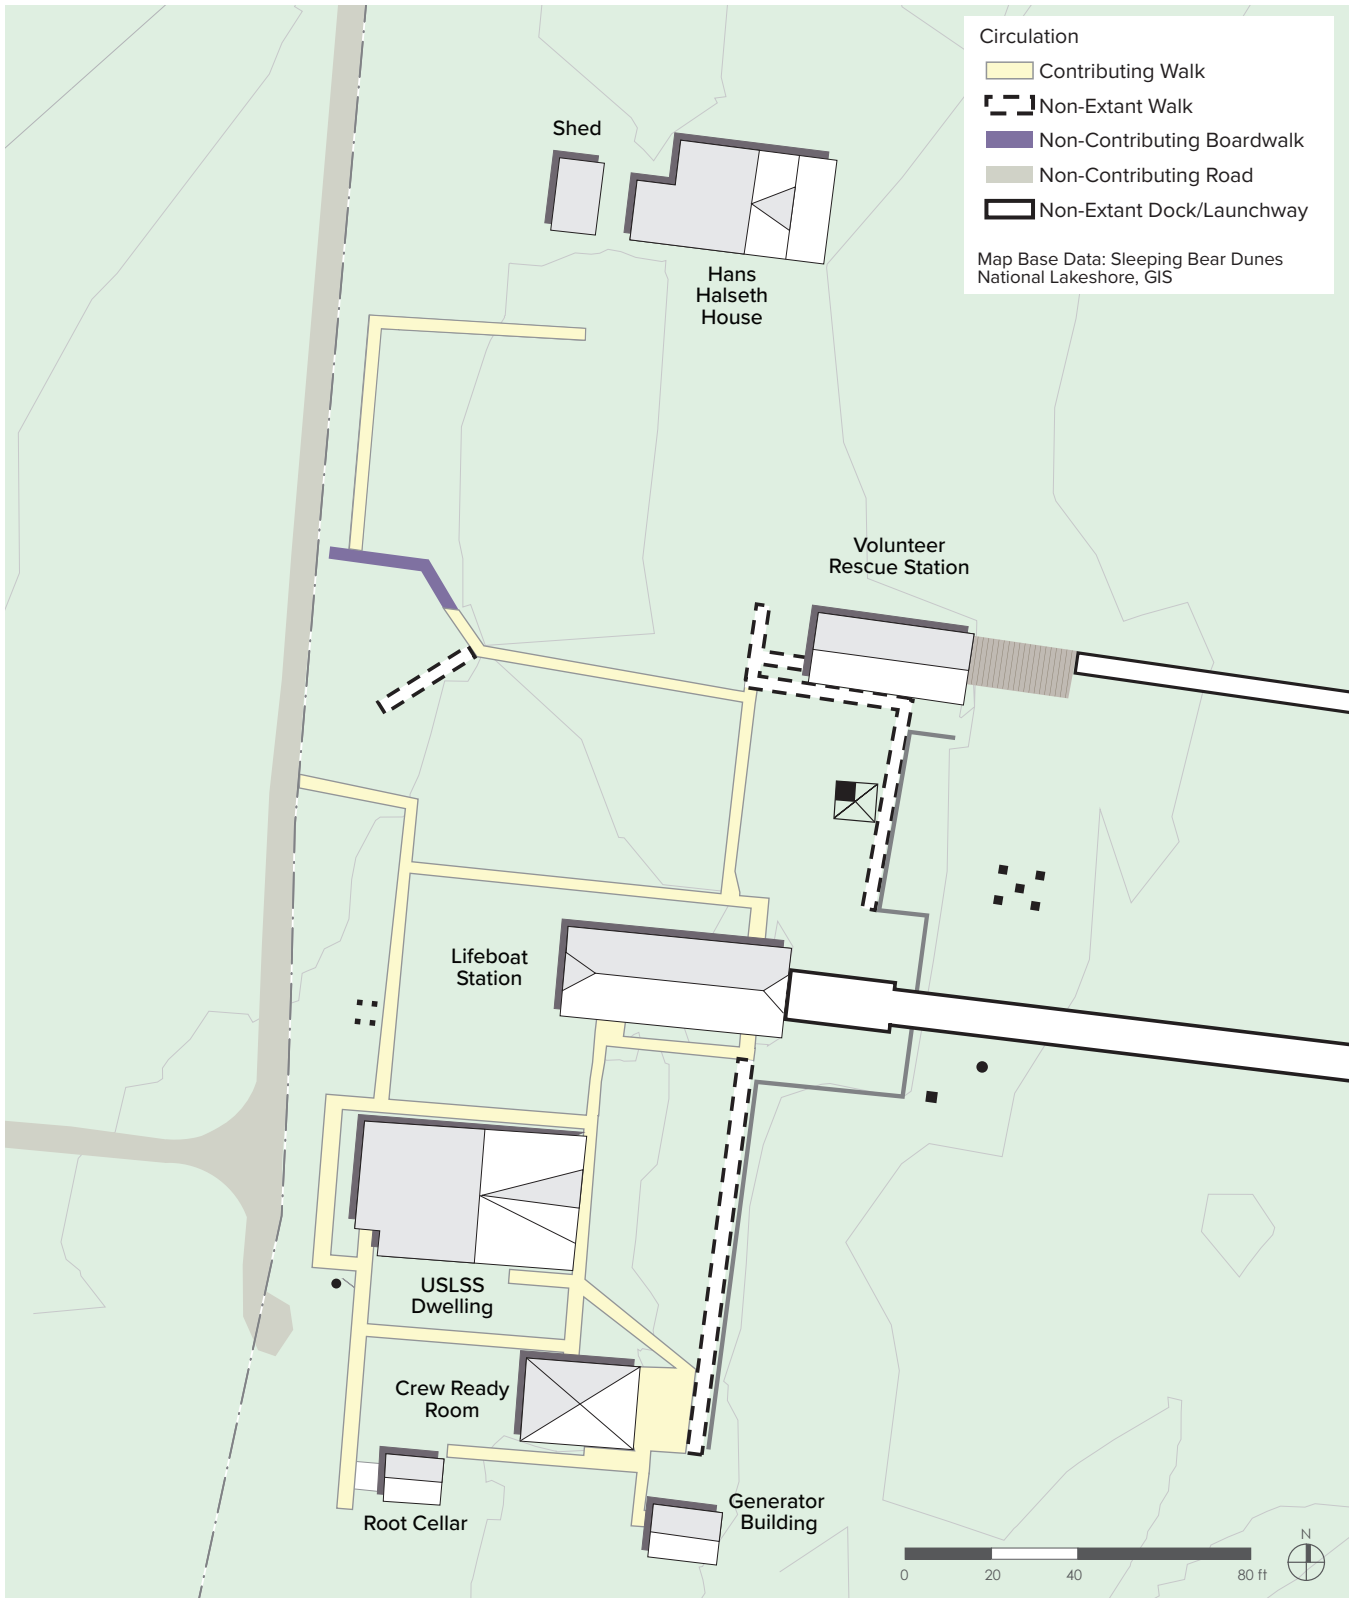 Circulation
Contributing Walk
Non-Extant Walk
Non-Contributing Boardwalk
Non-Contributing Road
Non-Extant Dock/Launchway
Map Base Data: Sleeping Bear Dunes
National Lakeshore, GIS
Shed
Hans
Halseth
House
Volunteer
Rescue Station
Lifeboat
Station
USLSS
Dwelling
Crew Ready
Room
Root Cellar
Generator
Building
N
0 20 40 80 ft